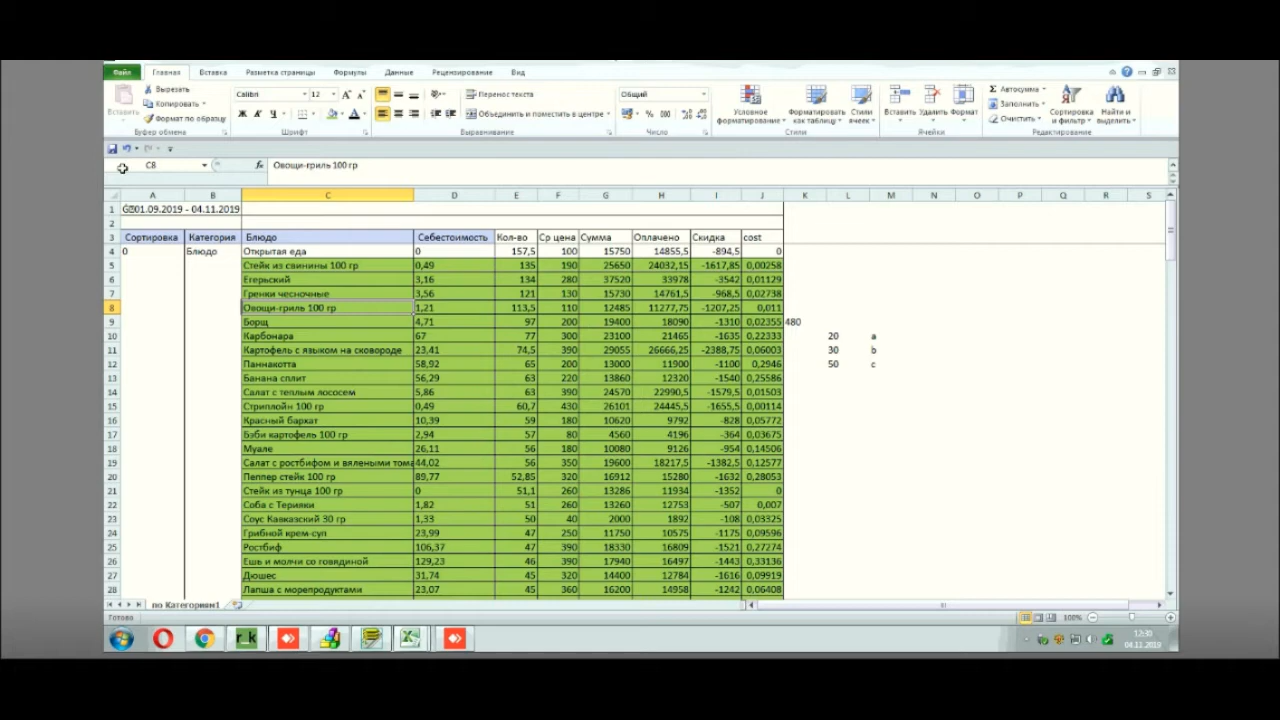 Файл Главная Вставка Разметка страницы Формулы Данные Рецензирование Вид
Вырезать Calibri 12 Перенос текста Общий Σ Автосумма
Вставить Копировать Ж К Ч Объединить и поместить в центре % 000 Условное форматирование Форматировать как таблицу Стили ячеек Вставить Удалить Формат Заполнить Сортировка и фильтр Найти и выделить
Формат по образцу Очистить
Буфер обмена Шрифт Выравнивание Число Стили Ячейки Редактирование
C8 fx Овощи-гриль 100 гр
A B C D E F G H I J K L M N O P Q R S
1 01.09.2019 - 04.11.2019
2
3 Сортировка Категория Блюдо Себестоимость Кол-во Ср цена Сумма Оплачено Скидка cost
4 0 Блюдо Открытая еда 0 157,5 100 15750 14855,5 -894,5 0
5 Стейк из свинины 100 гр 0,49 135 190 25650 24032,15 -1617,85 0,00258
6 Егерьский 3,16 134 280 37520 33978 -3542 0,01129
7 Гренки чесночные 3,56 121 130 15730 14761,5 -968,5 0,02738
8 Овощи-гриль 100 гр 1,21 113,5 110 12485 11277,75 -1207,25 0,011
9 Борщ 4,71 97 200 19400 18090 -1310 0,02355 480
10 Карбонара 67 77 300 23100 21465 -1635 0,22333 20 a
11 Картофель с языком на сковороде 23,41 74,5 390 29055 26666,25 -2388,75 0,06003 30 b
12 Паннакотта 58,92 65 200 13000 11900 -1100 0,2946 50 c
13 Банана сплит 56,29 63 220 13860 12320 -1540 0,25586
14 Салат с теплым лососем 5,86 63 390 24570 22990,5 -1579,5 0,01503
15 Стриплойн 100 гр 0,49 60,7 430 26101 24445,5 -1655,5 0,00114
16 Красный бархат 10,39 59 180 10620 9792 -828 0,05772
17 Бэби картофель 100 гр 2,94 57 80 4560 4196 -364 0,03675
18 Муале 26,11 56 180 10080 9126 -954 0,14506
19 Салат с ростбифом и вялеными тома 44,02 56 350 19600 18217,5 -1382,5 0,12577
20 Пеппер стейк 100 гр 89,77 52,85 320 16912 15280 -1632 0,28053
21 Стейк из тунца 100 гр 0 51,1 260 13286 11934 -1352 0
22 Соба с Терияки 1,82 51 260 13260 12753 -507 0,007
23 Соус Кавказский 30 гр 1,33 50 40 2000 1892 -108 0,03325
24 Грибной крем-суп 23,99 47 250 11750 10575 -1175 0,09596
25 Ростбиф 106,37 47 390 18330 16809 -1521 0,27274
26 Ешь и молчи со говядиной 129,23 46 390 17940 16497 -1443 0,33136
27 Дюшес 31,74 45 320 14400 12784 -1616 0,09919
28 Лапша с морепродуктами 23,07 45 360 16200 14958 -1242 0,06408
по Категориям1
Готово 100%
r_k 12:30
04.11.2019